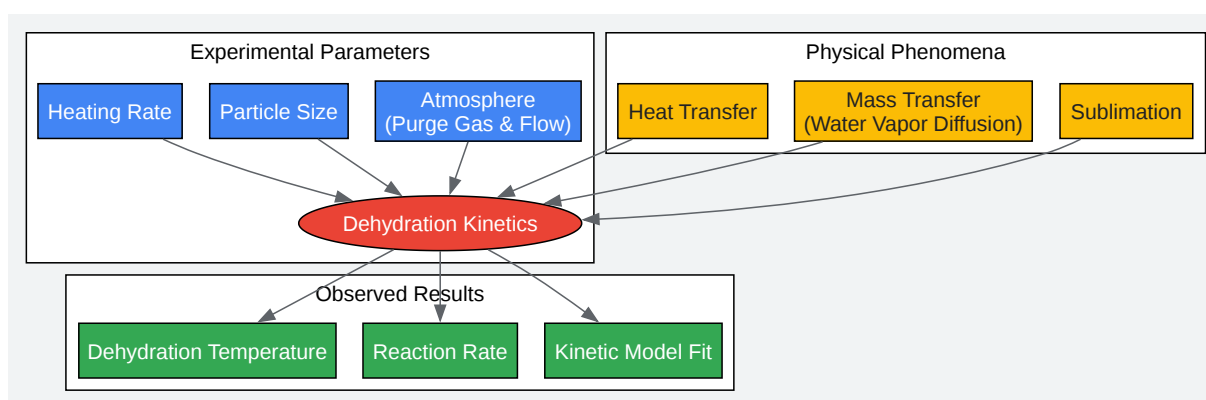 Experimental Parameters
Physical Phenomena
Heating Rate
Particle Size
Atmosphere
(Purge Gas & Flow)
Heat Transfer
Mass Transfer
(Water Vapor Diffusion)
Sublimation
Dehydration Kinetics
Observed Results
Dehydration Temperature
Reaction Rate
Kinetic Model Fit